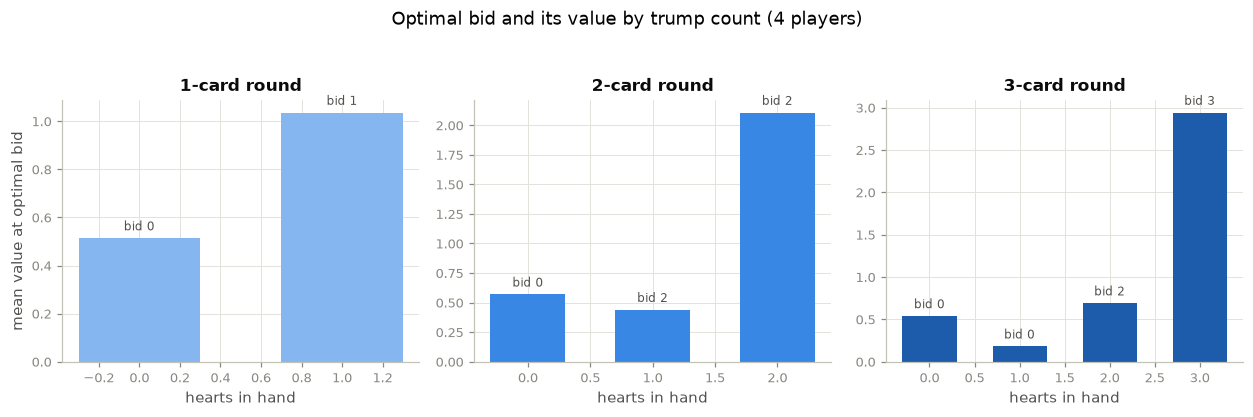 Optimal bid and its value by trump count (4 players)
1-card round
mean value at optimal bid
1.0
0.8
0.6
0.4
0.2
0.0
bid 0
bid 1
−0.2 0.0 0.2 0.4 0.6 0.8 1.0 1.2
hearts in hand
2-card round
2.00
1.75
1.50
1.25
1.00
0.75
0.50
0.25
0.00
bid 0
bid 2
bid 2
0.0 0.5 1.0 1.5 2.0
hearts in hand
3-card round
3.0
2.5
2.0
1.5
1.0
0.5
0.0
bid 0
bid 0
bid 2
bid 3
0.0 0.5 1.0 1.5 2.0 2.5 3.0
hearts in hand